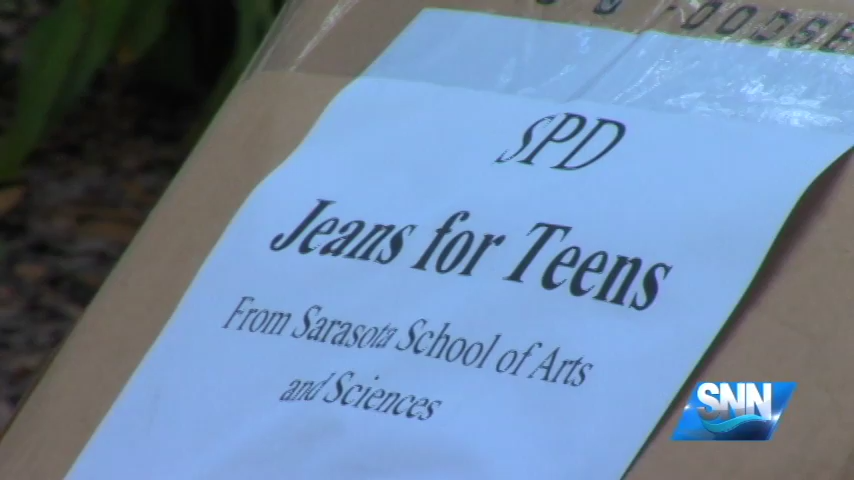 SPD
Jeans for Teens
From Sarasota School of Arts
and Sciences
SNN